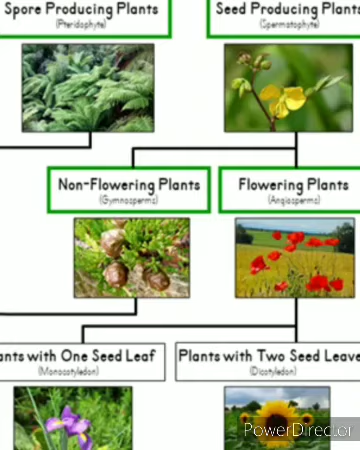 Spore Producing Plants
(Pteridophyte)
Seed Producing Plants
(Spermatophyte)
Non-Flowering Plants
(Gymnosperms)
Flowering Plants
(Angiosperms)
ants with One Seed Leaf
(Monocotyledon)
Plants with Two Seed Leave
(Dicotyledon)
PowerDirector